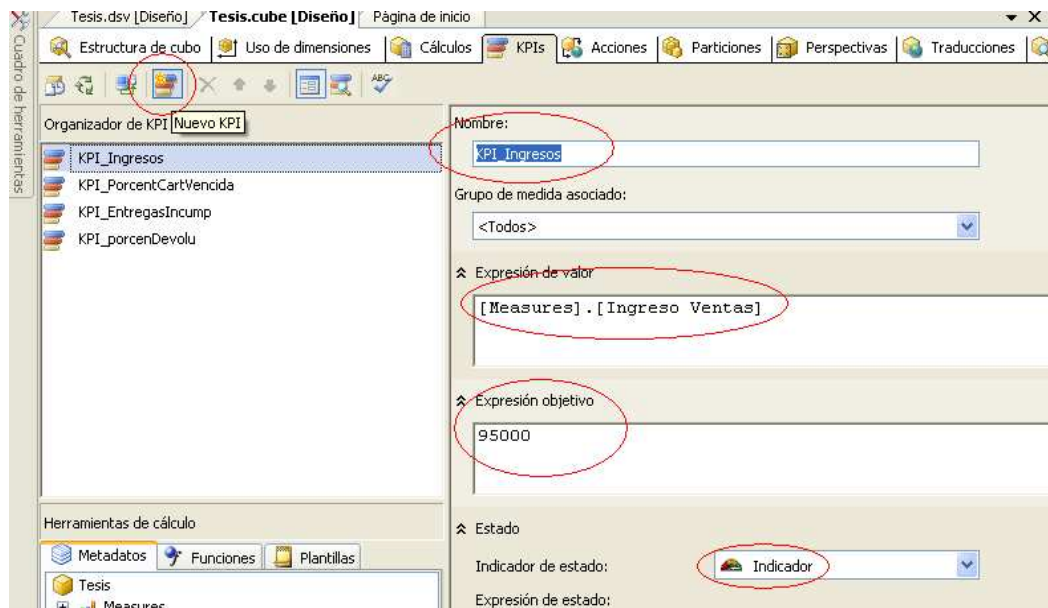 Tesis.dsv [Diseño] Tesis.cube [Diseño] Página de inicio
Cuadro de herramientas
Estructura de cubo Uso de dimensiones Cálculos KPIs Acciones Particiones Perspectivas Traducciones
ABC
Organizador de KPI Nuevo KPI
KPI_Ingresos
KPI_PorcentCartVencida
KPI_EntregasIncump
KPI_porcenDevolu
Nombre:
KPI_Ingresos
Grupo de medida asociado:
<Todos>
Expresión de valor
[Measures].[Ingreso Ventas]
Expresión objetivo
95000
Estado
Indicador de estado: Indicador
Expresión de estado:
Herramientas de cálculo
Metadatos Funciones Plantillas
Tesis
Measures